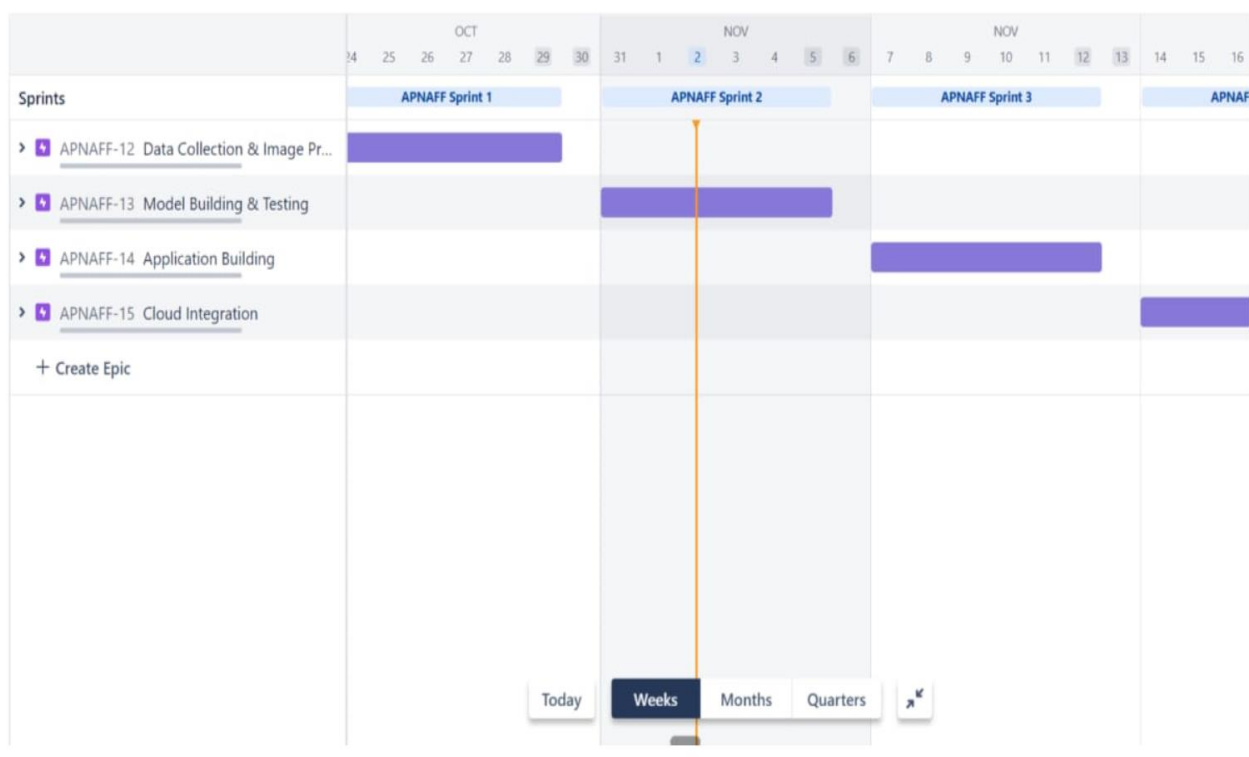 OCT NOV NOV
24 25 26 27 28 29 30 31 1 2 3 4 5 6 7 8 9 10 11 12 13 14 15 16
Sprints APNAFF Sprint 1 APNAFF Sprint 2 APNAFF Sprint 3 APNAF
APNAFF-12 Data Collection & Image Pr...
APNAFF-13 Model Building & Testing
APNAFF-14 Application Building
APNAFF-15 Cloud Integration
+ Create Epic
Today Weeks Months Quarters